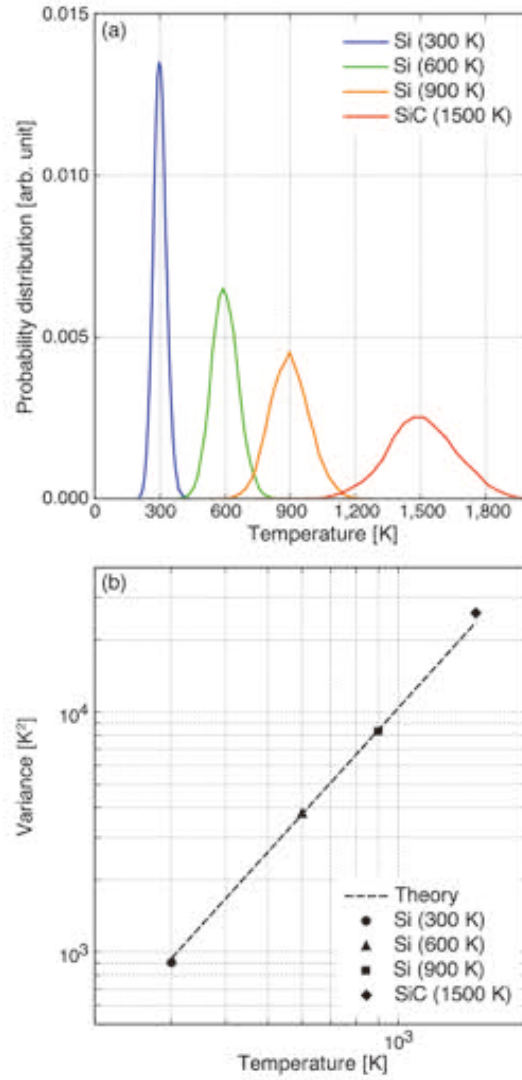 0.015
(a)
Si (300 K)
Si (600 K)
Si (900 K)
SiC (1500 K)
0.010
0.005
0.000
Probability distribution [arb. unit]
0 300 600 900 1,200 1,500 1,800
Temperature [K]
(b)
10⁴
10³
Variance [K²]
Theory
Si (300 K)
Si (600 K)
Si (900 K)
SiC (1500 K)
10³
Temperature [K]